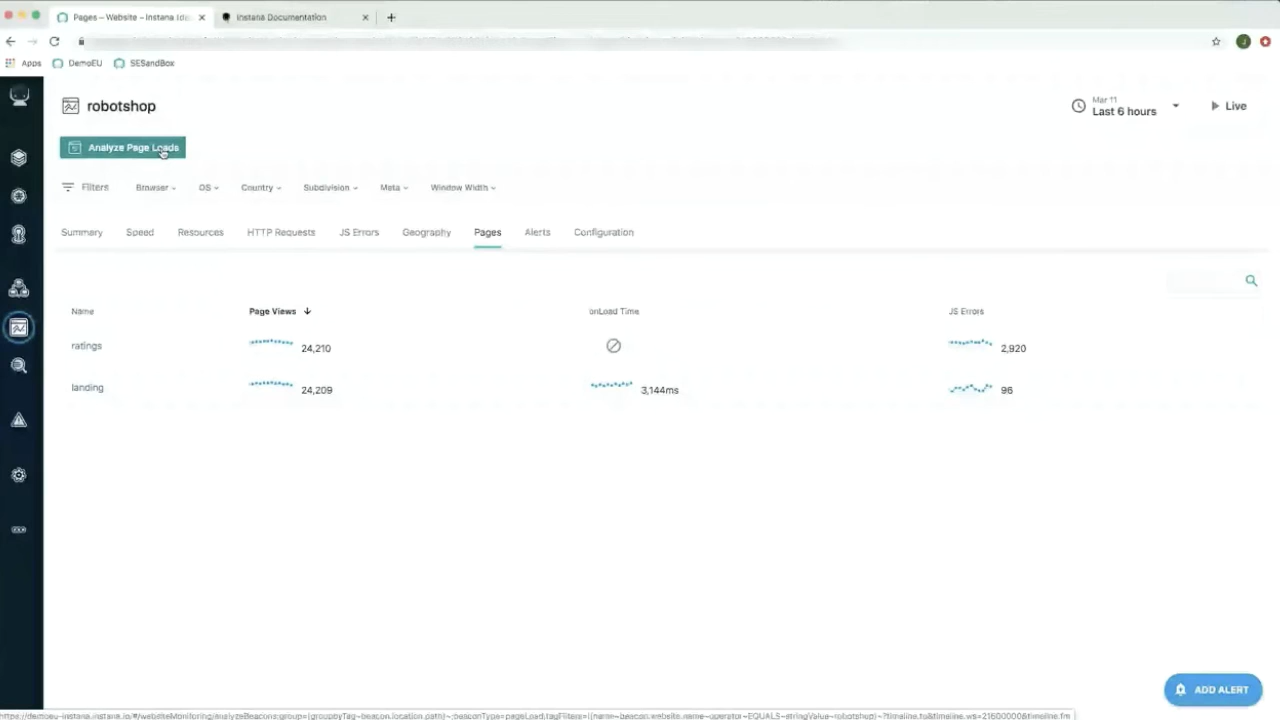 Pages – Website – Instana
Instana Documentation
Apps
DemoEU
SESandBox
robotshop
Mar 11
Last 6 hours
Live
Analyze Page Loads
Filters
Browser
OS
Country
Subdivision
Meta
Window Width
Summary
Speed
Resources
HTTP Requests
JS Errors
Geography
Pages
Alerts
Configuration
Name
Page Views
onLoad Time
JS Errors
ratings
24,210
2,920
landing
24,209
3,144ms
96
ADD ALERT